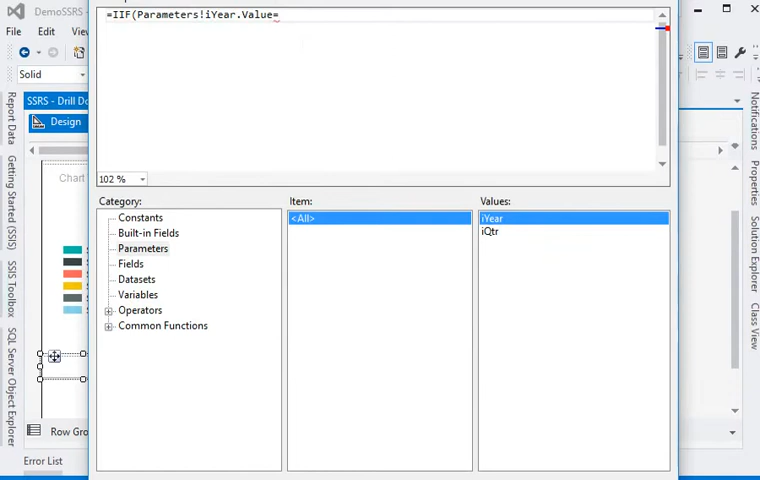 =IIF(Parameters!iYear.Value=
DemoSSRS -
File
Edit
Solid
SSRS - Drill Do
Design
Chart
102 %
Category:
Item:
Values:
Constants
Built-in Fields
Parameters
Fields
Datasets
Variables
Operators
Common Functions
<All>
iYear
iQtr
Row Gro
Error List
Report Data
Getting Started (SSIS)
SSIS Toolbox
SQL Server Object Explorer
Notifications
Properties
Solution Explorer
Class View